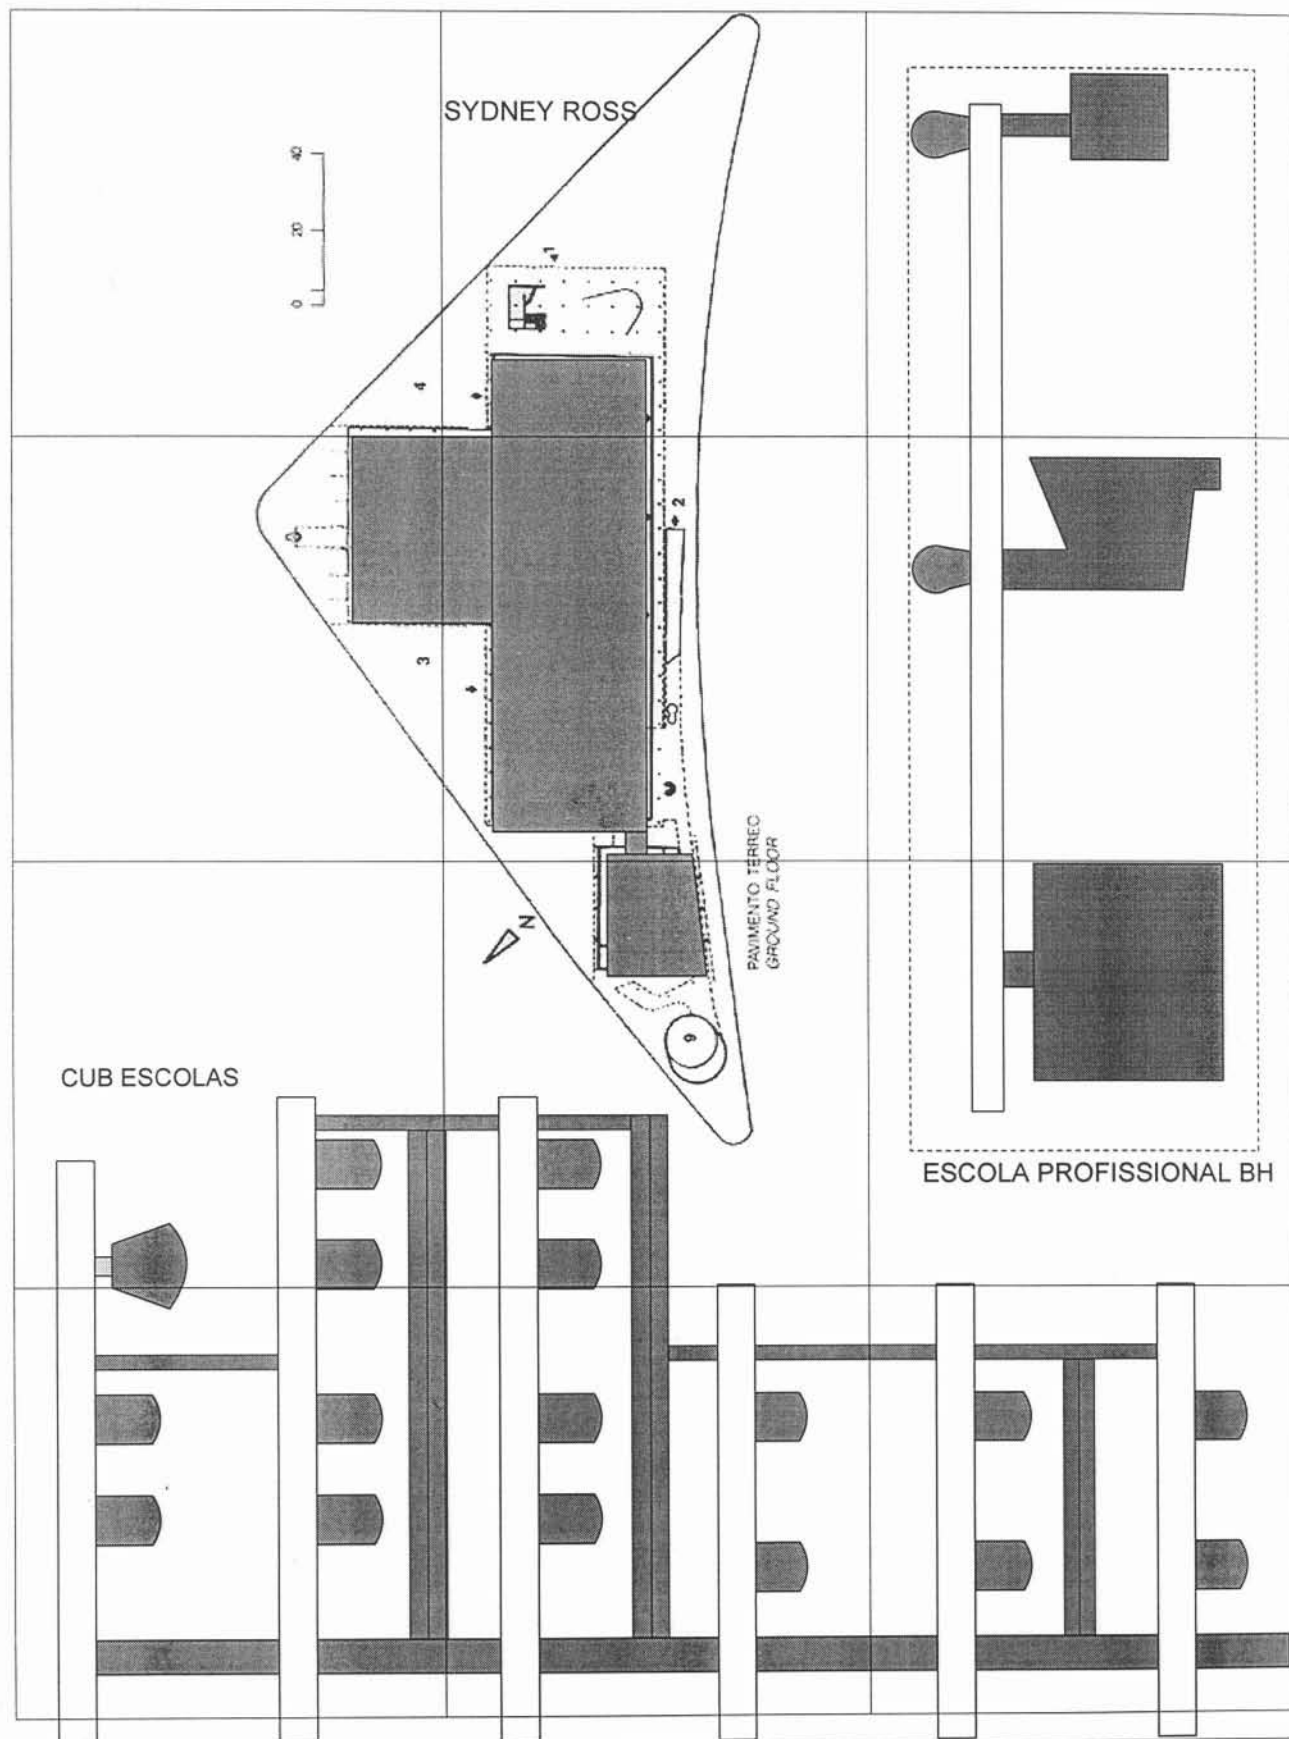 SYDNEY ROSS
40
20
0
1
4
2
3
N
PAVIMENTO TERREO
GROUND FLOOR
9
CUB ESCOLAS
ESCOLA PROFISSIONAL BH